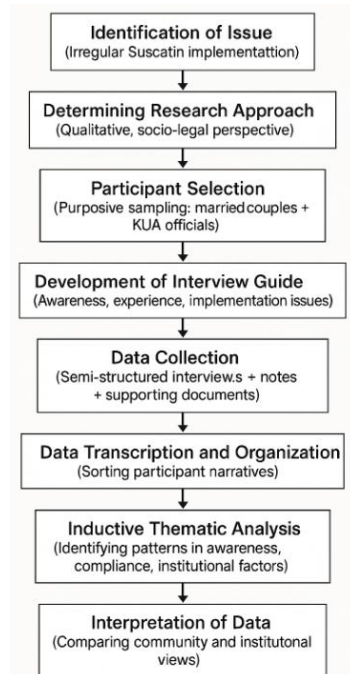 Identification of Issue
(Irregular Suscatin implementattion)
Determining Research Approach
(Qualitative, socio-legal perspective)
Participant Selection
(Purposive sampling: married couples +
KUA officials)
Development of Interview Guide
(Awareness, experience, implementation issues)
Data Collection
(Semi-structured interview.s + notes
+ supporting documents)
Data Transcription and Organization
(Sorting participant narratives)
Inductive Thematic Analysis
(Identifying patterns in awareness,
compliance, institutional factors)
Interpretation of Data
(Comparing community and institutonal
views)